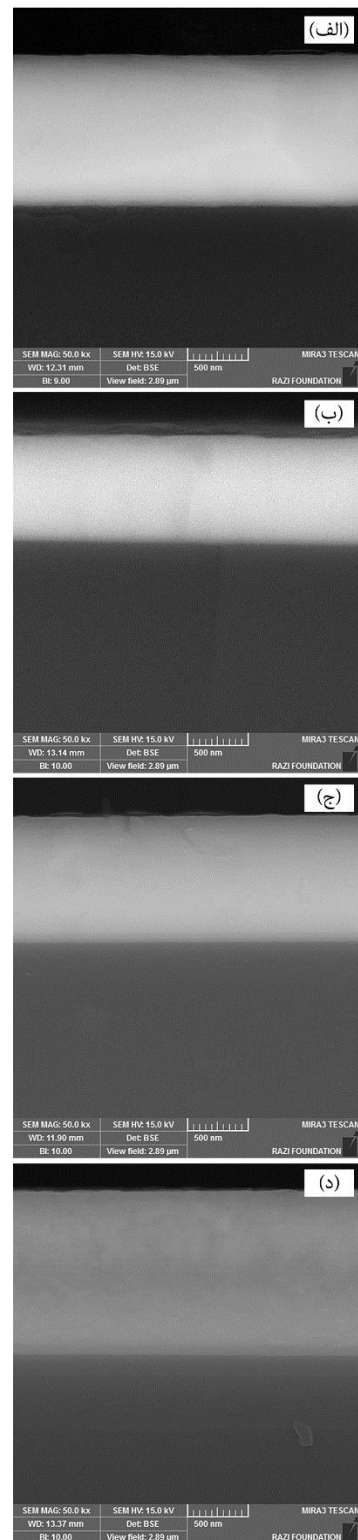 (الف)
SEM MAG: 50.0 kx SEM HV: 15.0 kV MIRA3 TESCAN
WD: 12.31 mm Det: BSE 500 nm
BI: 9.00 View field: 2.89 µm RAZI FOUNDATION
(ب)
SEM MAG: 50.0 kx SEM HV: 15.0 kV MIRA3 TESCAN
WD: 13.14 mm Det: BSE 500 nm
BI: 10.00 View field: 2.89 µm RAZI FOUNDATION
(ج)
SEM MAG: 50.0 kx SEM HV: 15.0 kV MIRA3 TESCAN
WD: 11.90 mm Det: BSE 500 nm
BI: 10.00 View field: 2.89 µm RAZI FOUNDATION
(د)
SEM MAG: 50.0 kx SEM HV: 15.0 kV MIRA3 TESCAN
WD: 13.37 mm Det: BSE 500 nm
BI: 10.00 View field: 2.89 µm RAZI FOUNDATION